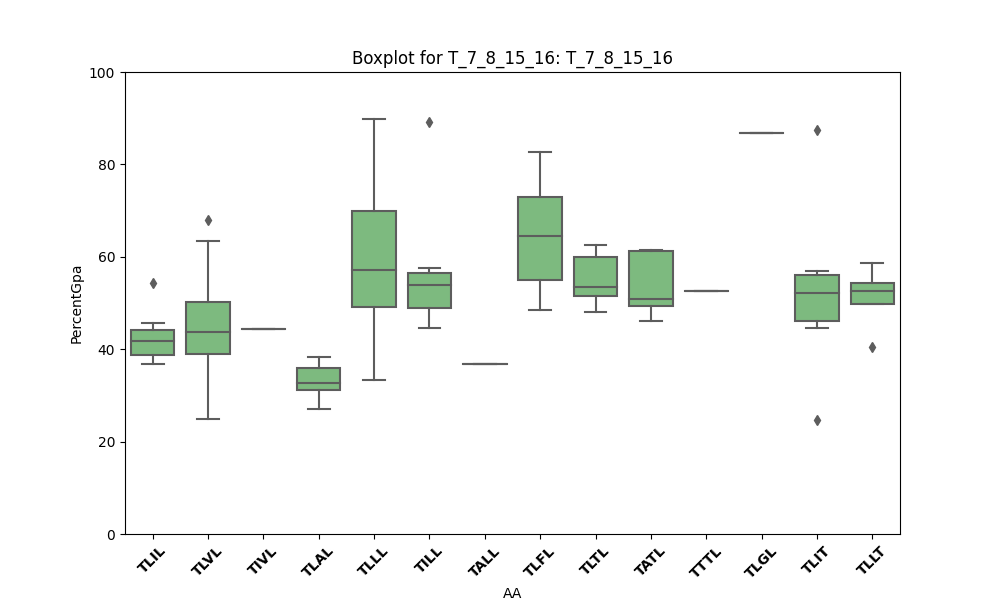 Boxplot for T_7_8_15_16: T_7_8_15_16
100
80
60
40
20
0
PercentGpa
TLIL
TLVL
TIVL
TLAL
TLLL
TILL
TALL
TLFL
TLTL
TATL
TTTL
TLGL
TLIT
TLLT
AA